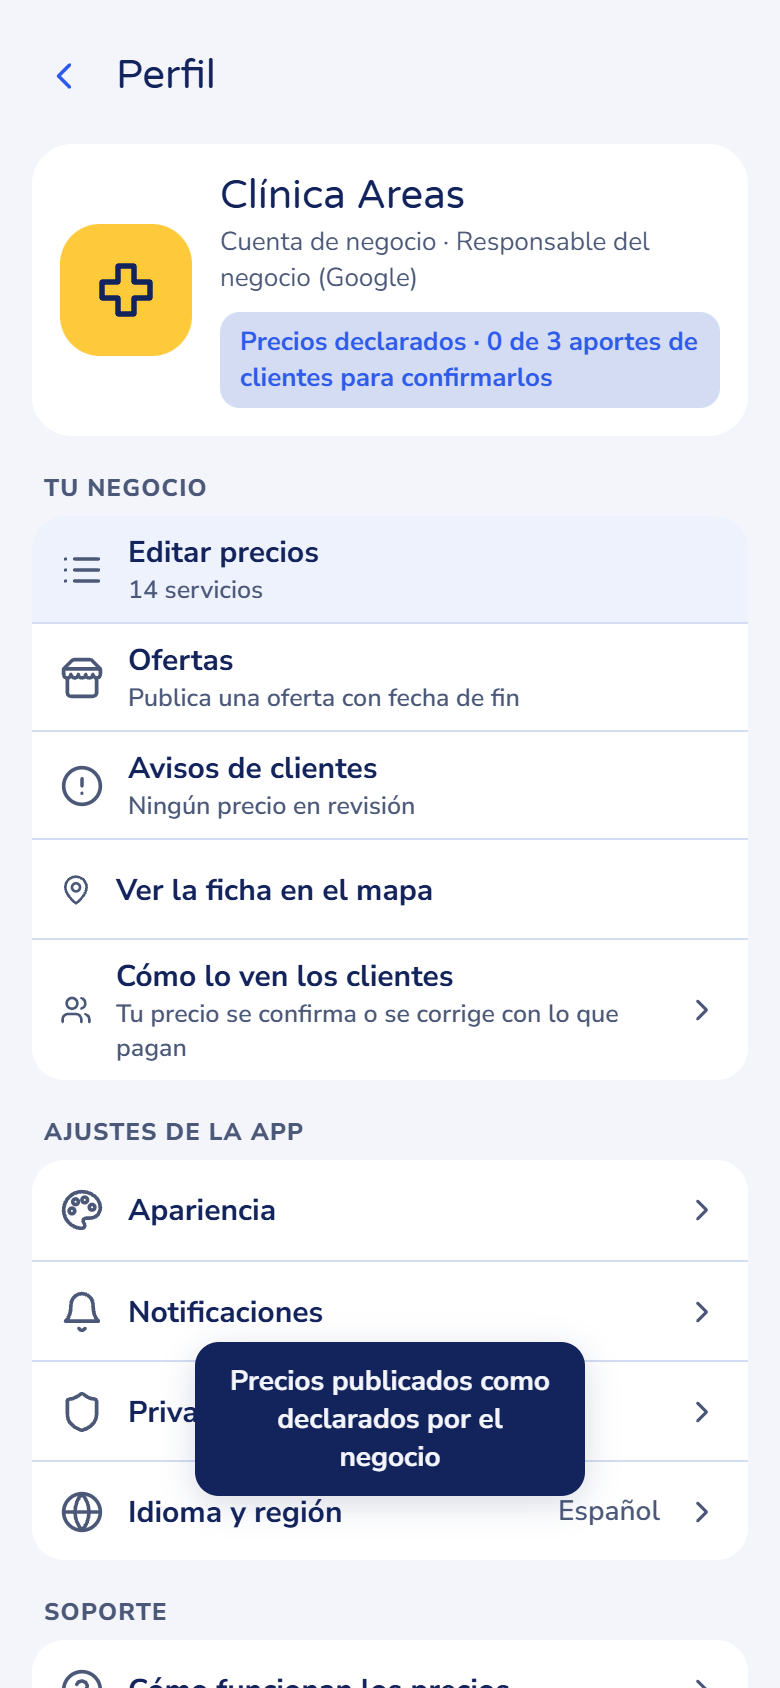 Perfil
Clínica Areas
Cuenta de negocio · Responsable del
negocio (Google)
Precios declarados · 0 de 3 aportes de
clientes para confirmarlos
TU NEGOCIO
Editar precios
14 servicios
Ofertas
Publica una oferta con fecha de fin
Avisos de clientes
Ningún precio en revisión
Ver la ficha en el mapa
Cómo lo ven los clientes
Tu precio se confirma o se corrige con lo que
pagan
AJUSTES DE LA APP
Apariencia
Notificaciones
Precios publicados como
declarados por el
negocio
Idioma y región
Español
SOPORTE
Cómo funcionan los precios